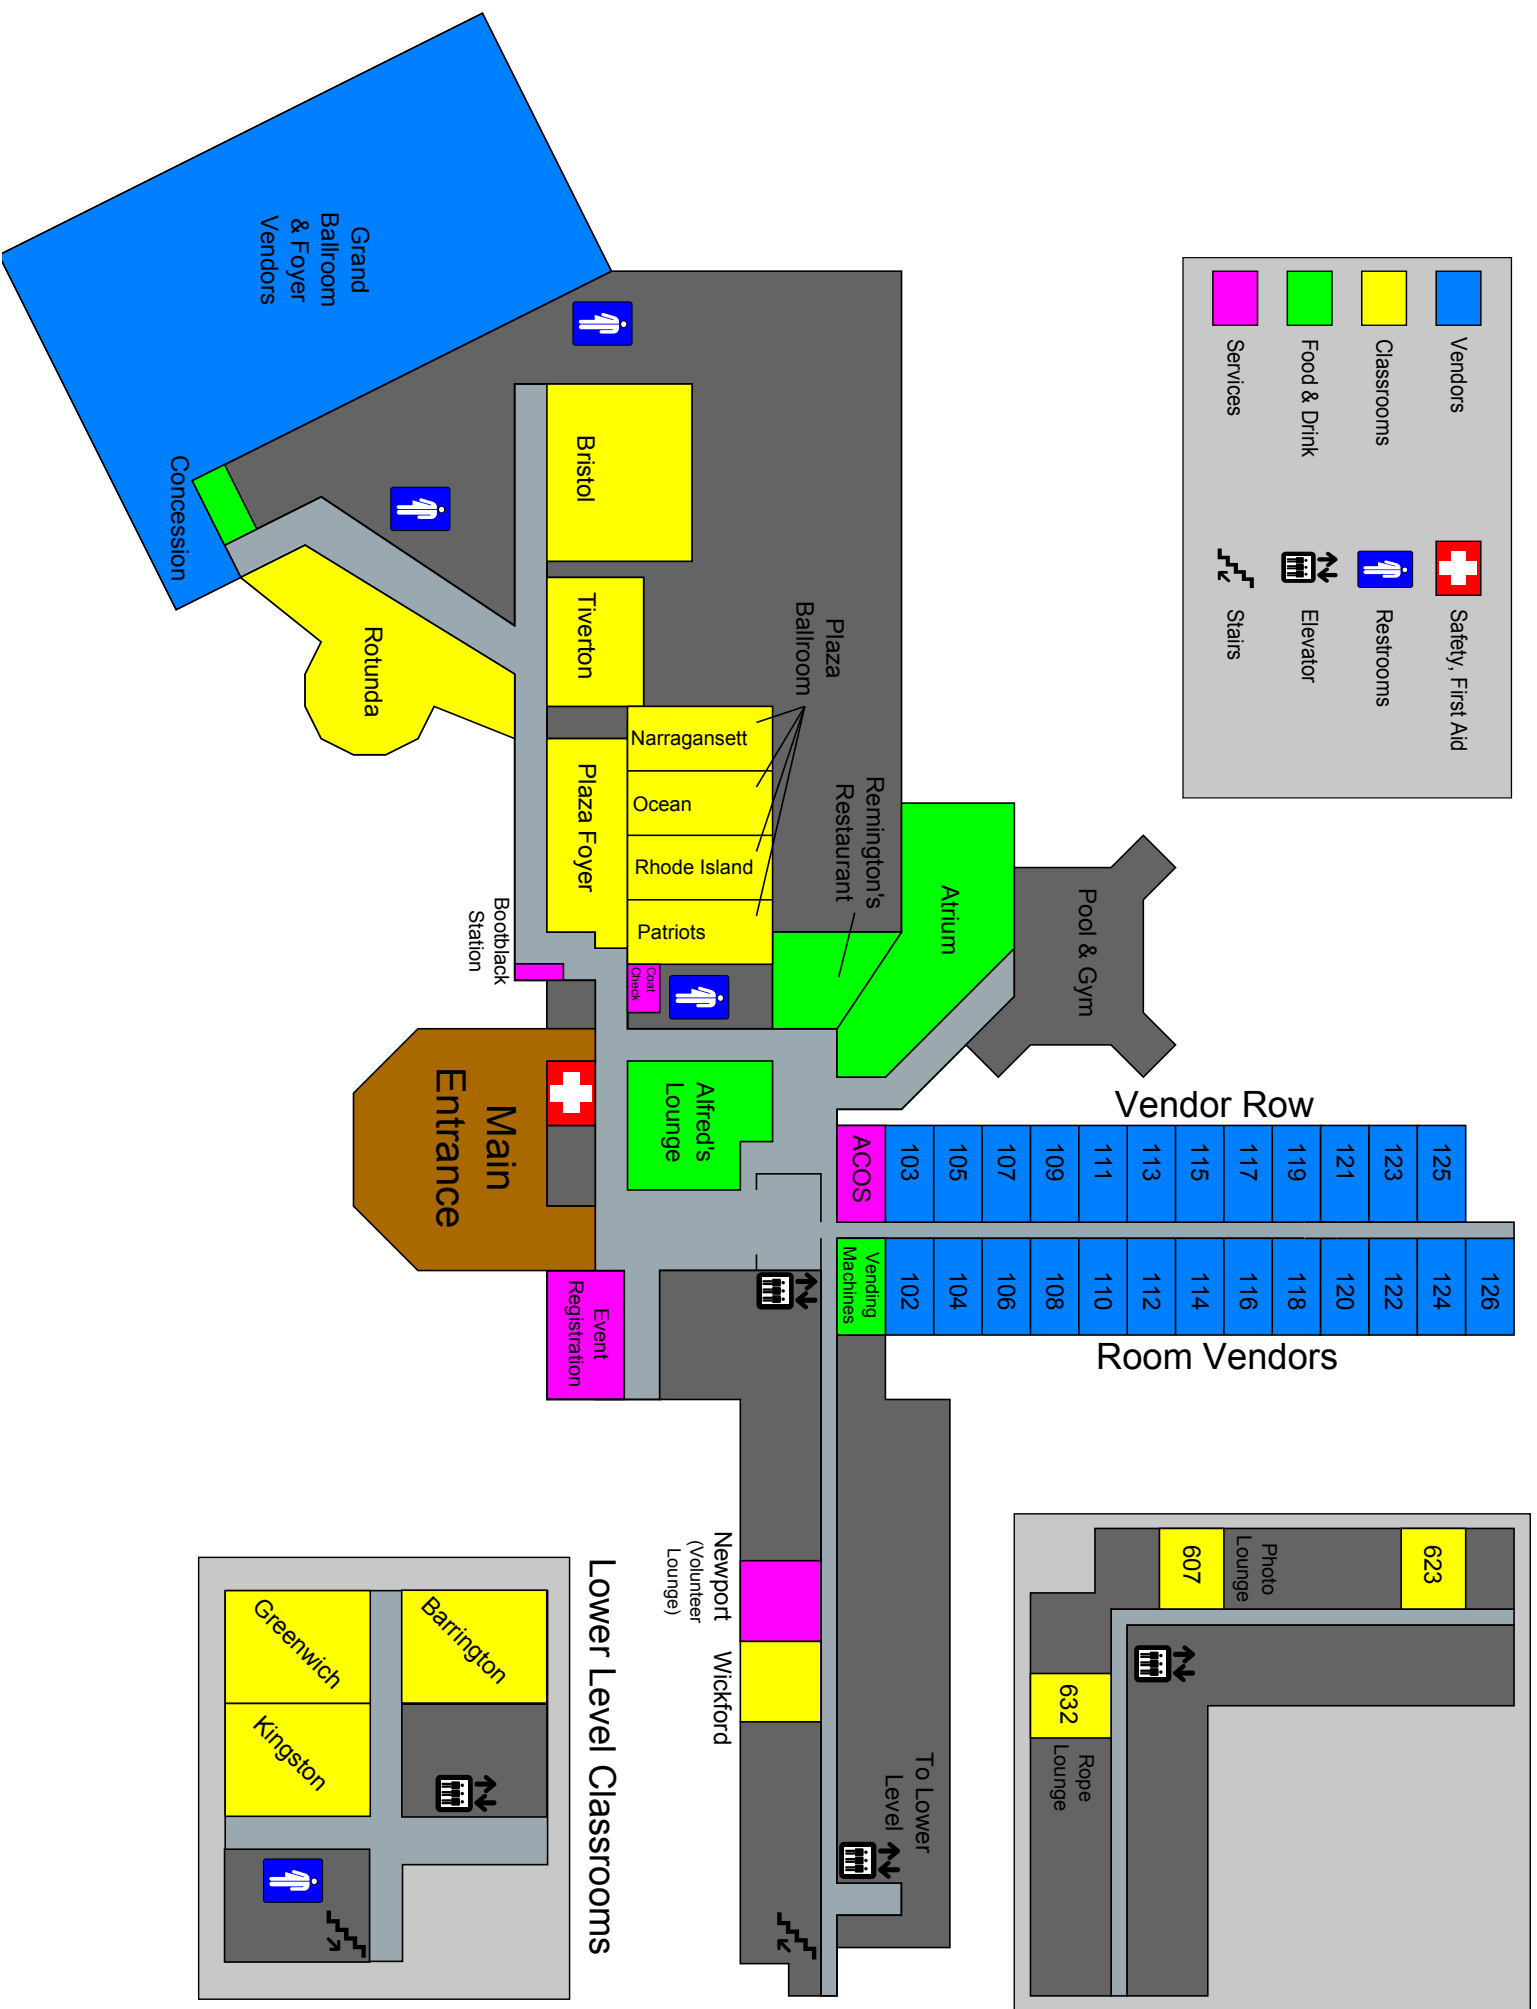 Vendors
Classrooms
Food & Drink
Services
Safety, First Aid
Restrooms
Elevator
Stairs
Grand
Ballroom
& Foyer
Vendors
Concession
Rotunda
Bristol
Tiverton
Plaza
Ballroom
Narragansett
Ocean
Rhode Island
Patriots
Plaza Foyer
Remington's
Restaurant
Atrium
Pool & Gym
Bootblack
Station
Coat
Check
Alfred's
Lounge
Main
Entrance
Event
Registration
Vendor Row
ACOS
103
105
107
109
111
113
115
117
119
121
123
125
Vending
Machines
102
104
106
108
110
112
114
116
118
120
122
124
126
Room Vendors
Newport
(Volunteer
Lounge)
Wickford
To Lower
Level
623
607
Photo
Lounge
632
Rope
Lounge
Lower Level Classrooms
Barrington
Greenwich
Kingston